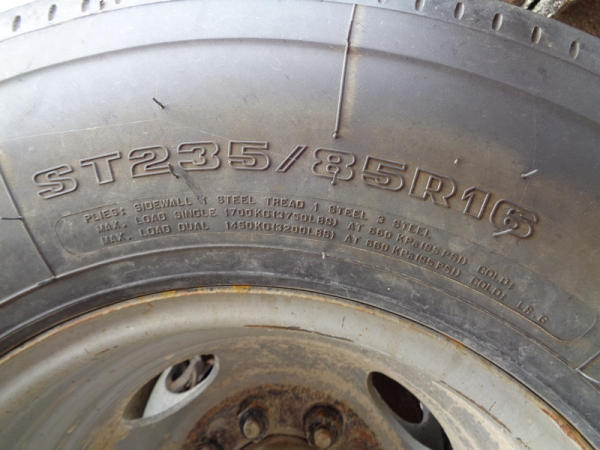 ST235/85R16
PLIES: SIDEWALL 1 STEEL TREAD 1 STEEL 3 STEEL
MAX. LOAD SINGLE 1700KG(3750LBS) AT 660 KPa(95PSI) COLD:
MAX. LOAD DUAL 1450KG(3200LBS) AT 660 KPa(95PSI) COLD: